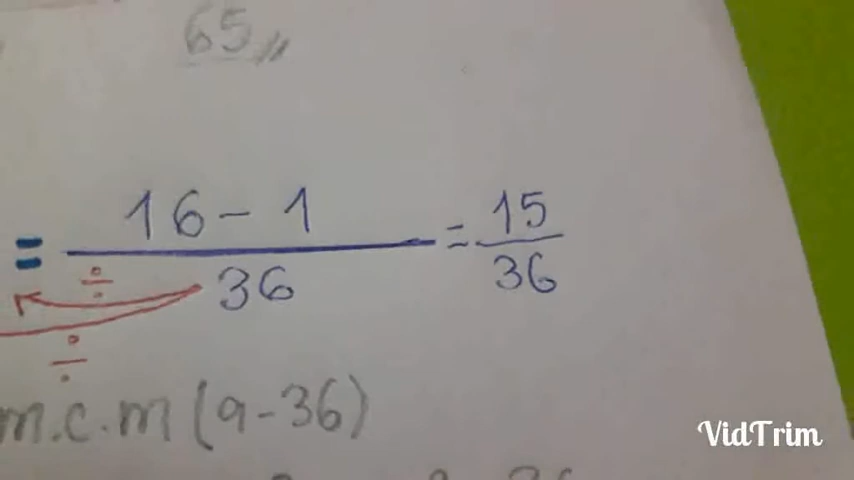 65
= 16 - 1 = 15
÷ 36 36
÷
m.c.m (9-36)
VidTrim